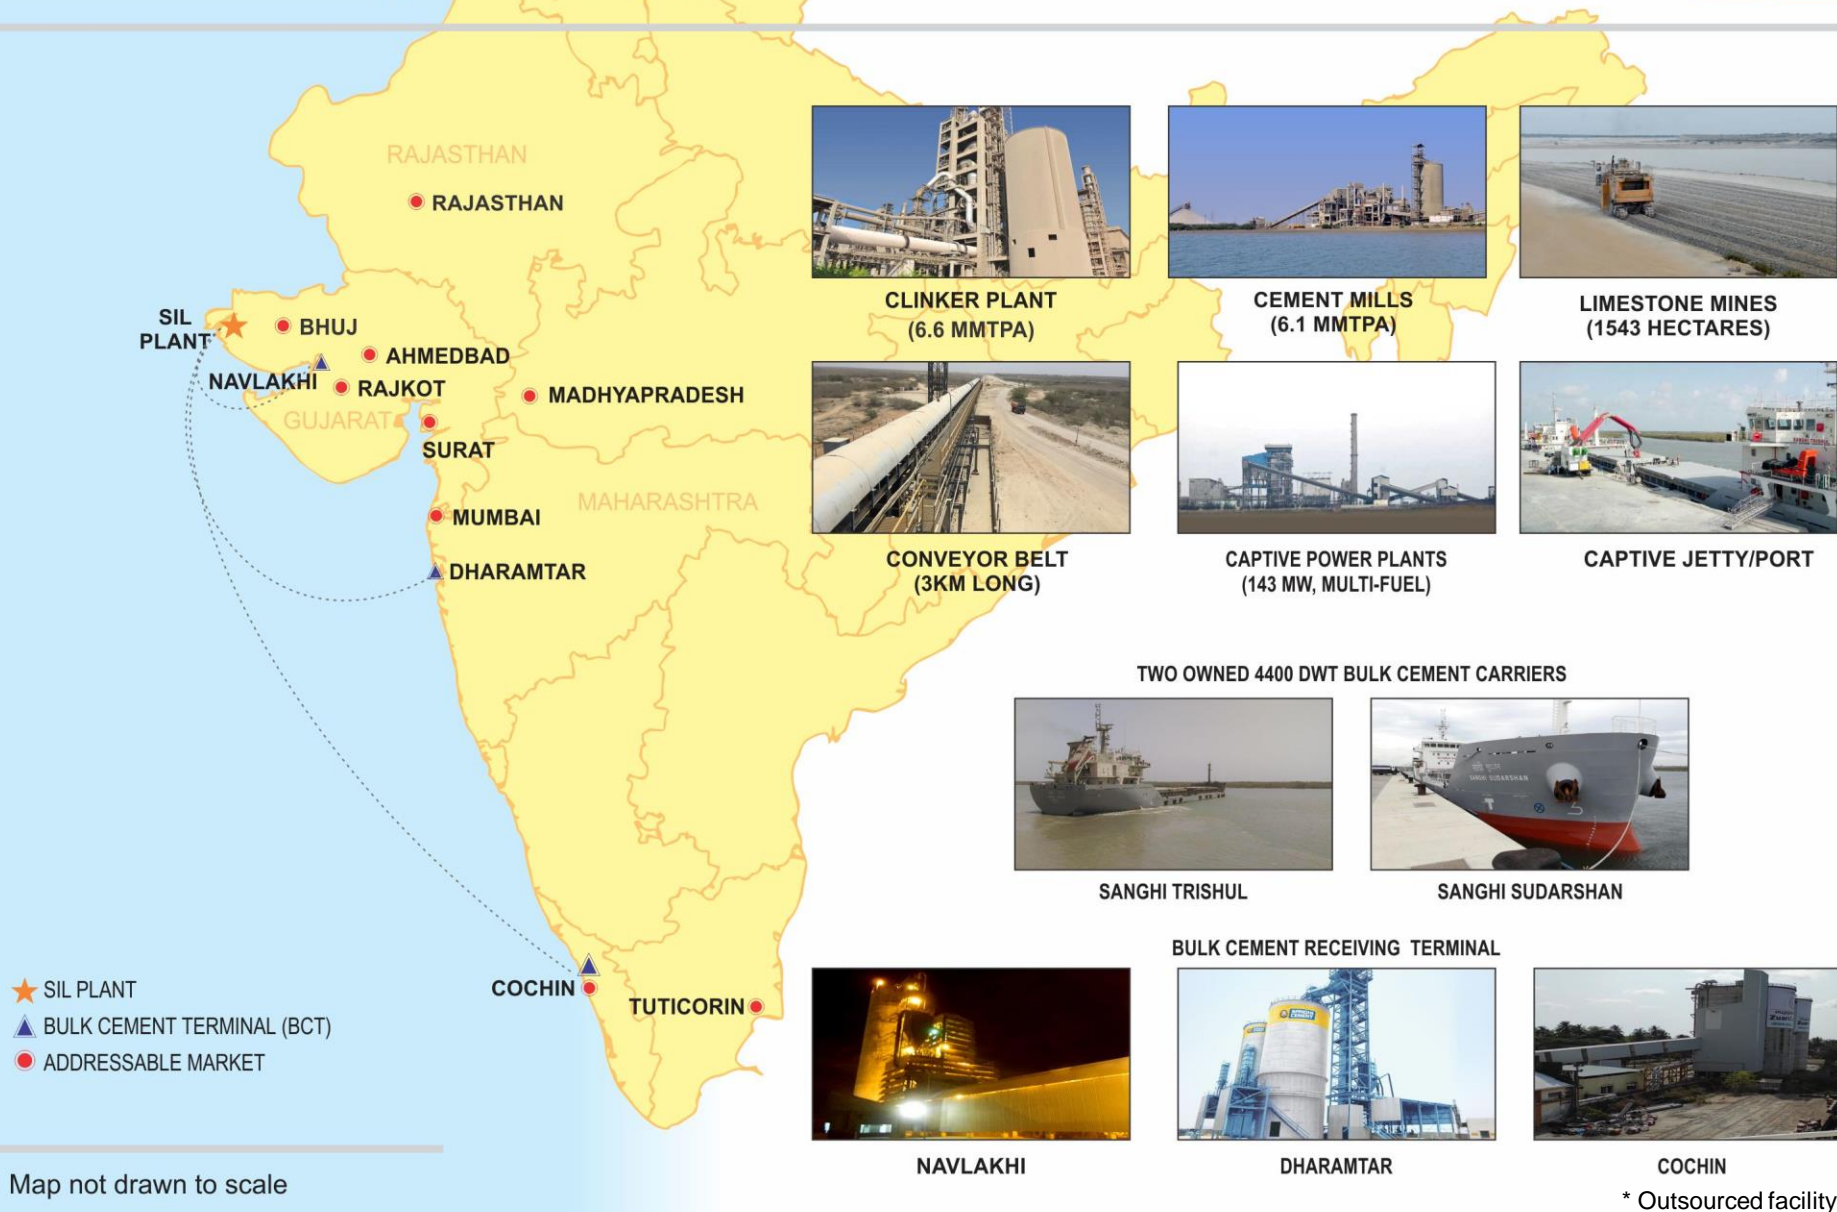 RAJASTHAN
RAJASTHAN
SIL
PLANT
BHUJ
AHMEDBAD
NAVLAKHI
RAJKOT
GUJARAT
MADHYAPRADESH
SURAT
MAHARASHTRA
MUMBAI
DHARAMTAR
COCHIN
TUTICORIN
SIL PLANT
BULK CEMENT TERMINAL (BCT)
ADDRESSABLE MARKET
Map not drawn to scale
CLINKER PLANT
(6.6 MMTPA)
CEMENT MILLS
(6.1 MMTPA)
LIMESTONE MINES
(1543 HECTARES)
CONVEYOR BELT
(3KM LONG)
CAPTIVE POWER PLANTS
(143 MW, MULTI-FUEL)
CAPTIVE JETTY/PORT
TWO OWNED 4400 DWT BULK CEMENT CARRIERS
SANGHI SUDARSHAN
SANGHI TRISHUL
SANGHI SUDARSHAN
BULK CEMENT RECEIVING TERMINAL
SANGHI
CEMENT
NAVLAKHI
DHARAMTAR
COCHIN
* Outsourced facility